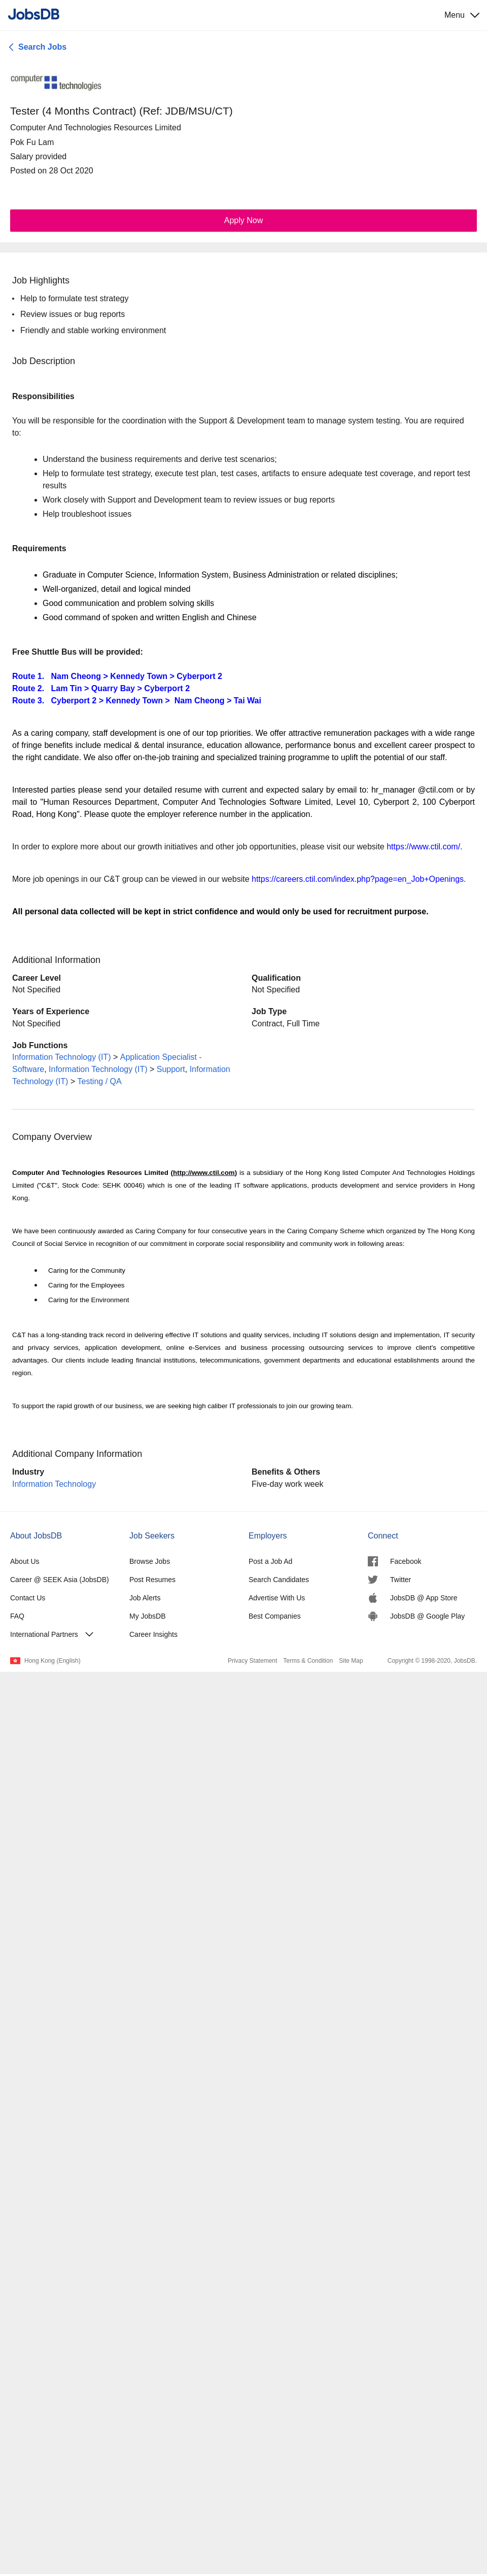 JobsDB
Menu
Search Jobs
computer
technologies
Tester (4 Months Contract) (Ref: JDB/MSU/CT)
Computer And Technologies Resources Limited
Pok Fu Lam
Salary provided
Posted on 28 Oct 2020
Apply Now
Job Highlights
• Help to formulate test strategy
• Review issues or bug reports
• Friendly and stable working environment
Job Description
Responsibilities
You will be responsible for the coordination with the Support & Development team to manage system testing. You are required
to:
• Understand the business requirements and derive test scenarios;
• Help to formulate test strategy, execute test plan, test cases, artifacts to ensure adequate test coverage, and report test
results
• Work closely with Support and Development team to review issues or bug reports
• Help troubleshoot issues
Requirements
• Graduate in Computer Science, Information System, Business Administration or related disciplines;
• Well-organized, detail and logical minded
• Good communication and problem solving skills
• Good command of spoken and written English and Chinese
Free Shuttle Bus will be provided:
Route 1. Nam Cheong > Kennedy Town > Cyberport 2
Route 2. Lam Tin > Quarry Bay > Cyberport 2
Route 3. Cyberport 2 > Kennedy Town > Nam Cheong > Tai Wai
As a caring company, staff development is one of our top priorities. We offer attractive remuneration packages with a wide range
of fringe benefits include medical & dental insurance, education allowance, performance bonus and excellent career prospect to
the right candidate. We also offer on-the-job training and specialized training programme to uplift the potential of our staff.
Interested parties please send your detailed resume with current and expected salary by email to: hr_manager @ctil.com or by
mail to "Human Resources Department, Computer And Technologies Software Limited, Level 10, Cyberport 2, 100 Cyberport
Road, Hong Kong". Please quote the employer reference number in the application.
In order to explore more about our growth initiatives and other job opportunities, please visit our website https://www.ctil.com/.
More job openings in our C&T group can be viewed in our website https://careers.ctil.com/index.php?page=en_Job+Openings.
All personal data collected will be kept in strict confidence and would only be used for recruitment purpose.
Additional Information
Career Level
Not Specified
Qualification
Not Specified
Years of Experience
Not Specified
Job Type
Contract, Full Time
Job Functions
Information Technology (IT) > Application Specialist -
Software, Information Technology (IT) > Support, Information
Technology (IT) > Testing / QA
Company Overview
Computer And Technologies Resources Limited (http://www.ctil.com) is a subsidiary of the Hong Kong listed Computer And Technologies Holdings
Limited ("C&T", Stock Code: SEHK 00046) which is one of the leading IT software applications, products development and service providers in Hong
Kong.
We have been continuously awarded as Caring Company for four consecutive years in the Caring Company Scheme which organized by The Hong Kong
Council of Social Service in recognition of our commitment in corporate social responsibility and community work in following areas:
• Caring for the Community
• Caring for the Employees
• Caring for the Environment
C&T has a long-standing track record in delivering effective IT solutions and quality services, including IT solutions design and implementation, IT security
and privacy services, application development, online e-Services and business processing outsourcing services to improve client's competitive
advantages. Our clients include leading financial institutions, telecommunications, government departments and educational establishments around the
region.
To support the rapid growth of our business, we are seeking high caliber IT professionals to join our growing team.
Additional Company Information
Industry
Information Technology
Benefits & Others
Five-day work week
About JobsDB
About Us
Career @ SEEK Asia (JobsDB)
Contact Us
FAQ
International Partners
Job Seekers
Browse Jobs
Post Resumes
Job Alerts
My JobsDB
Career Insights
Employers
Post a Job Ad
Search Candidates
Advertise With Us
Best Companies
Connect
Facebook
Twitter
JobsDB @ App Store
JobsDB @ Google Play
Hong Kong (English)
Privacy Statement Terms & Condition Site Map Copyright © 1998-2020, JobsDB.